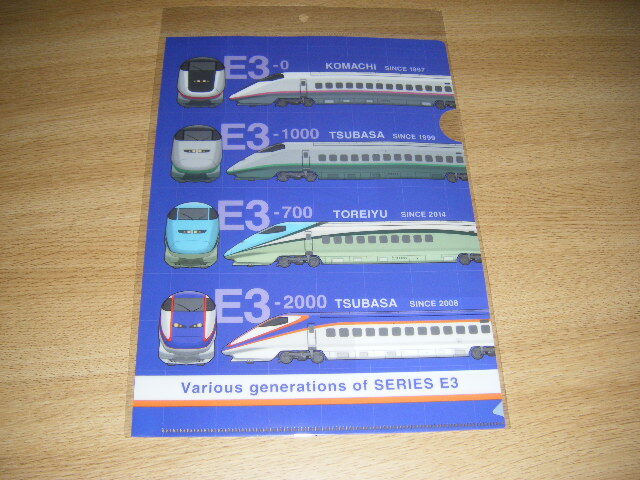 E3-0 KOMACHI SINCE 1997
E3-1000 TSUBASA SINCE 1999
E3-700 TOREIYU SINCE 2014
E3-2000 TSUBASA SINCE 2008
Various generations of SERIES E3